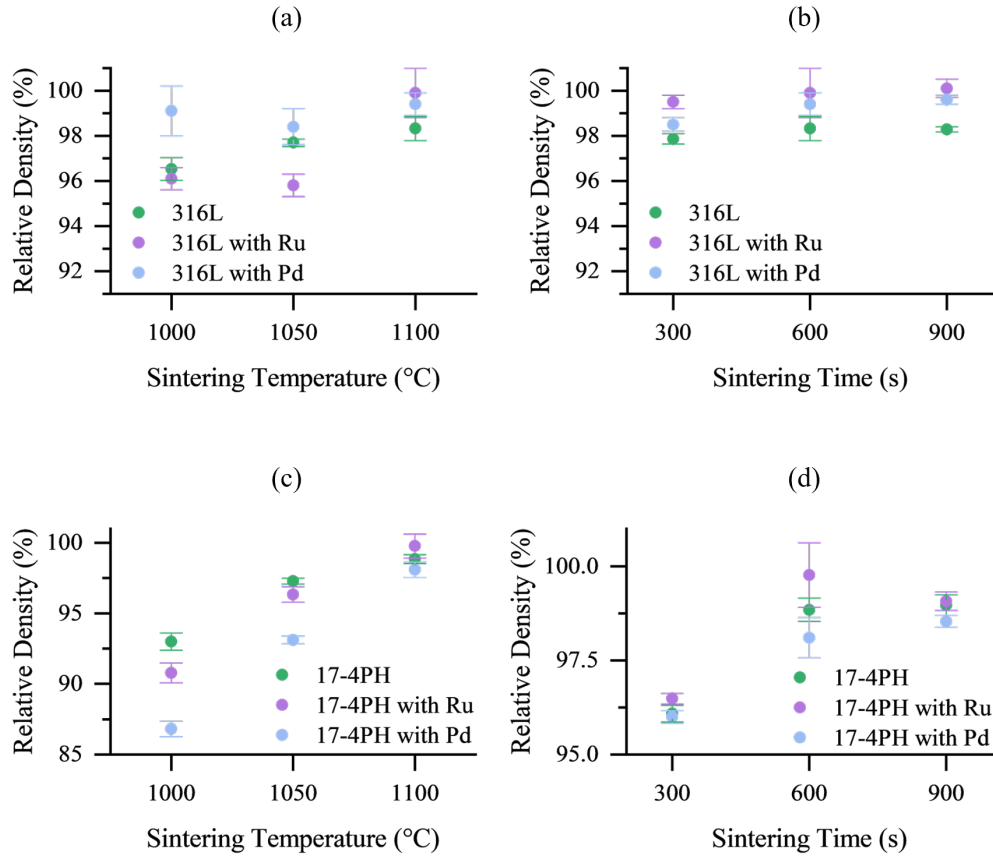 (a)
Relative Density (%)
100
98
96
94
92
316L
316L with Ru
316L with Pd
1000
1050
1100
Sintering Temperature (°C)
(b)
Relative Density (%)
100
98
96
94
92
316L
316L with Ru
316L with Pd
300
600
900
Sintering Time (s)
(c)
Relative Density (%)
100
95
90
85
17-4PH
17-4PH with Ru
17-4PH with Pd
1000
1050
1100
Sintering Temperature (°C)
(d)
Relative Density (%)
100.0
97.5
95.0
17-4PH
17-4PH with Ru
17-4PH with Pd
300
600
900
Sintering Time (s)